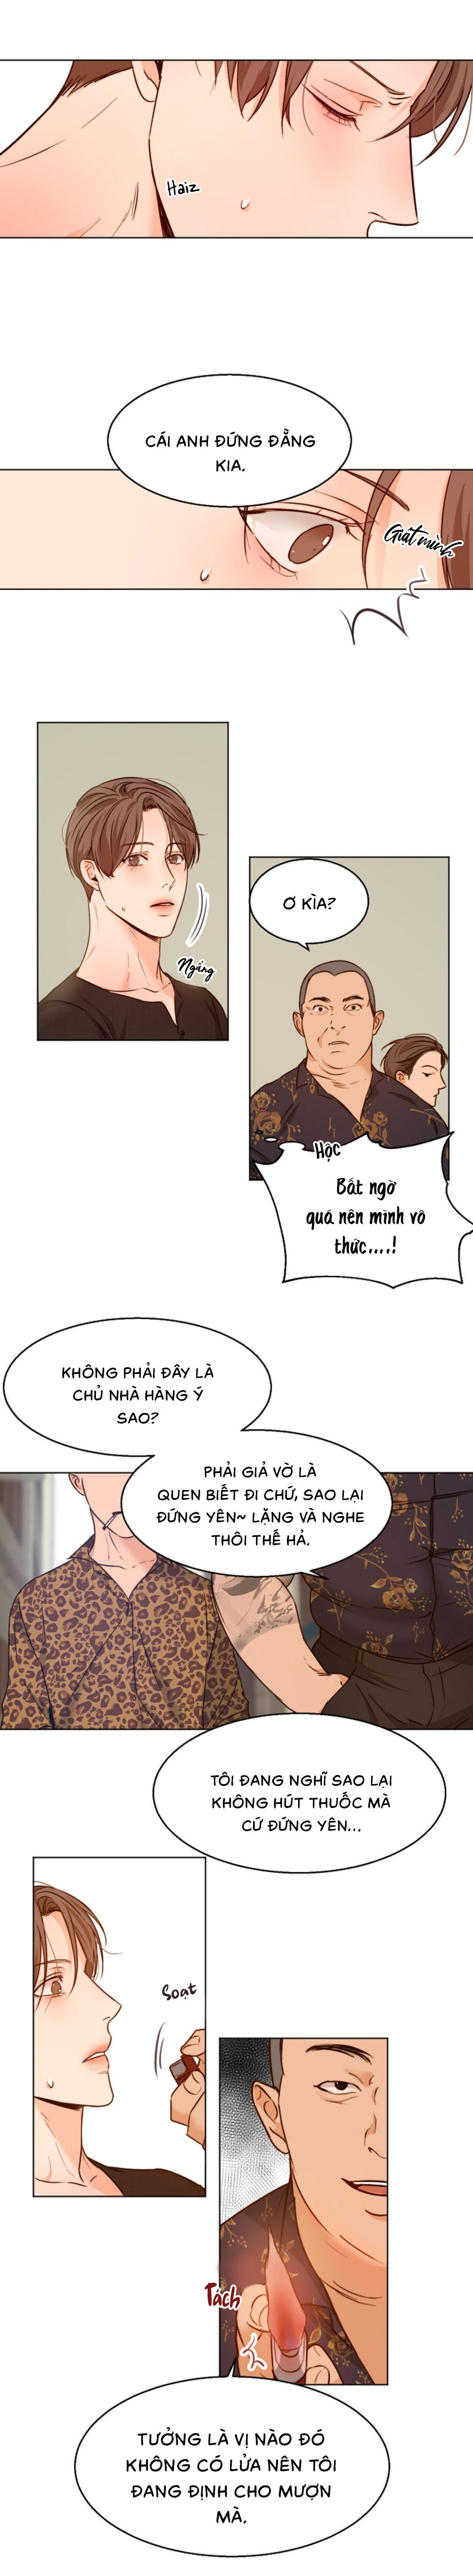 Haiz
CÁI ANH ĐỨNG ĐẰNG
KIA.
Giật mình
Ngẩng
Ơ KÌA?
Hộc
Bất ngờ
quá nên mình vô
thức....!
KHÔNG PHẢI ĐÂY LÀ
CHỦ NHÀ HÀNG Ý
SAO?
PHẢI GIẢ VỜ LÀ
QUEN BIẾT ĐI CHỨ, SAO LẠI
ĐỨNG YÊN~ LẶNG VÀ NGHE
THÔI THẾ HẢ.
TÔI ĐANG NGHĨ SAO LẠI
KHÔNG HÚT THUỐC MÀ
CỨ ĐỨNG YÊN...
Soạt
Tách
TƯỞNG LÀ VỊ NÀO ĐÓ
KHÔNG CÓ LỬA NÊN TÔI
ĐANG ĐỊNH CHO MƯỢN
MÀ.